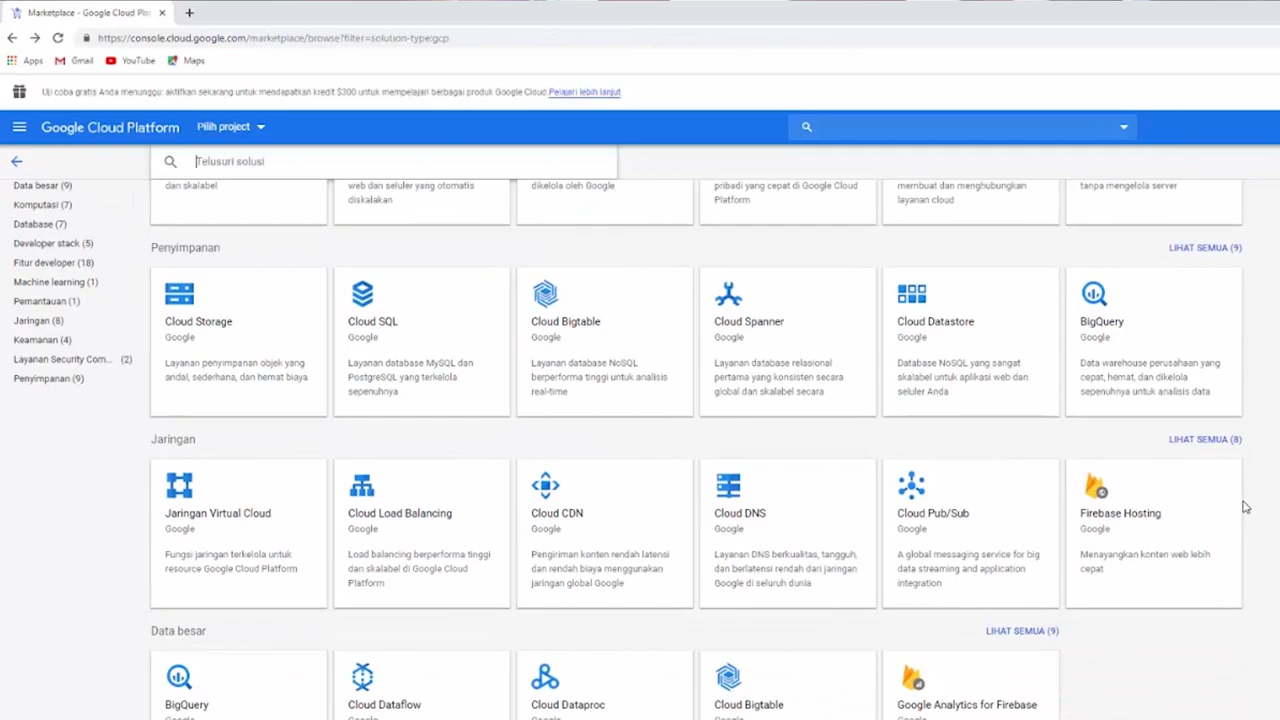 Marketplace - Google Cloud Pla
https://console.cloud.google.com/marketplace/browse?filter=solution-type:gcp
Apps Gmail YouTube Maps
Uji coba gratis Anda menunggu: aktifkan sekarang untuk mendapatkan kredit $300 untuk mempelajari berbagai produk Google Cloud. Pelajari lebih lanjut
Google Cloud Platform Pilih project
Telusuri solusi
Data besar (9)
Komputasi (7)
Database (7)
Developer stack (5)
Fitur developer (18)
Machine learning (1)
Pemantauan (1)
Jaringan (8)
Keamanan (4)
Layanan Security Com... (2)
Penyimpanan (9)
dan skalabel
web dan seluler yang otomatis
diskalakan
dikelola oleh Google
pribadi yang cepat di Google Cloud
Platform
membuat dan menghubungkan
layanan cloud
tanpa mengelola server
Penyimpanan
LIHAT SEMUA (9)
Cloud Storage
Google
Layanan penyimpanan objek yang
andal, sederhana, dan hemat biaya
Cloud SQL
Google
Layanan database MySQL dan
PostgreSQL yang terkelola
sepenuhnya
Cloud Bigtable
Google
Layanan database NoSQL
berperforma tinggi untuk analisis
real-time
Cloud Spanner
Google
Layanan database relasional
pertama yang konsisten secara
global dan skalabel secara
Cloud Datastore
Google
Database NoSQL yang sangat
skalabel untuk aplikasi web dan
seluler Anda
BigQuery
Google
Data warehouse perusahaan yang
cepat, hemat, dan dikelola
sepenuhnya untuk analisis data
Jaringan
LIHAT SEMUA (8)
Jaringan Virtual Cloud
Google
Fungsi jaringan terkelola untuk
resource Google Cloud Platform
Cloud Load Balancing
Google
Load balancing berperforma tinggi
dan skalabel di Google Cloud
Platform
Cloud CDN
Google
Pengiriman konten rendah latensi
dan rendah biaya menggunakan
jaringan global Google
Cloud DNS
Google
Layanan DNS berkualitas, tangguh,
dan berlatensi rendah dari jaringan
Google di seluruh dunia
Cloud Pub/Sub
Google
A global messaging service for big
data streaming and application
integration
Firebase Hosting
Google
Menayangkan konten web lebih
cepat
Data besar
LIHAT SEMUA (9)
BigQuery
Cloud Dataflow
Cloud Dataproc
Cloud Bigtable
Google Analytics for Firebase